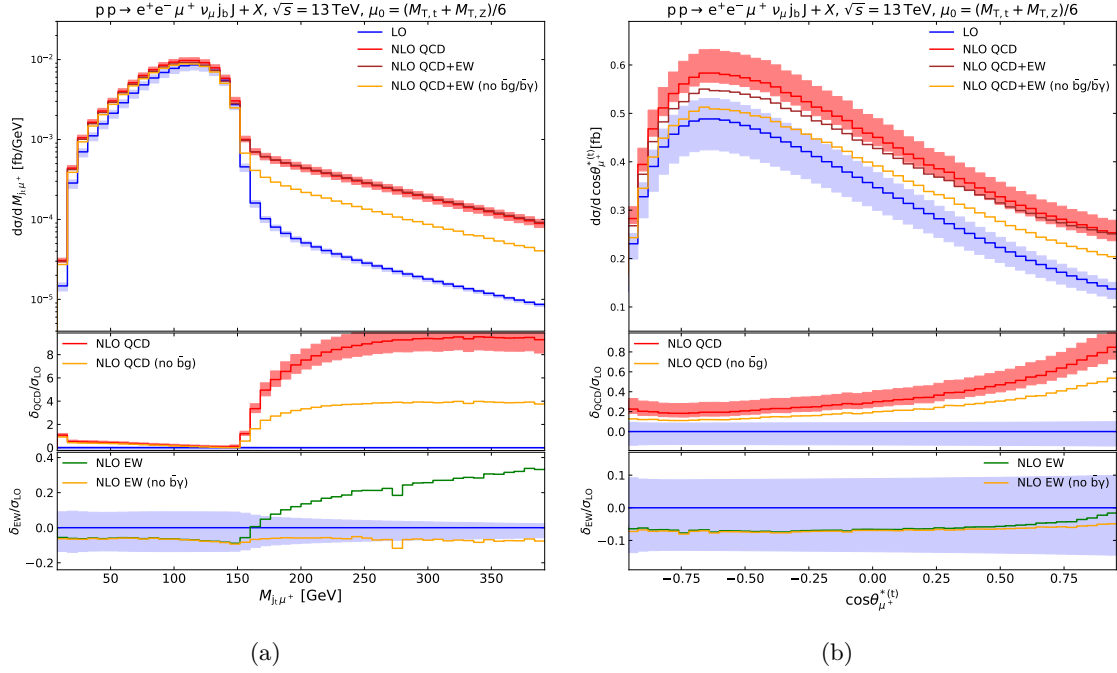 p p → e⁺e⁻ μ⁺ ν_μ j_b J + X, √s = 13 TeV, μ₀ = (M_T,t + M_T,Z)/6
LO
NLO QCD
NLO QCD+EW
NLO QCD+EW (no b̄g/b̄γ)
dσ/d M_{j_t μ⁺} [fb/GeV]
10⁻²
10⁻³
10⁻⁴
10⁻⁵
NLO QCD
NLO QCD (no b̄g)
δ_QCD/σ_LO
8
6
4
2
0
NLO EW
NLO EW (no b̄γ)
δ_EW/σ_LO
0.4
0.2
0.0
−0.2
50 100 150 200 250 300 350
M_{j_t μ⁺} [GeV]
(a)
p p → e⁺e⁻ μ⁺ ν_μ j_b J + X, √s = 13 TeV, μ₀ = (M_T,t + M_T,Z)/6
LO
NLO QCD
NLO QCD+EW
NLO QCD+EW (no b̄g/b̄γ)
dσ/d cosθ*⁽ᵗ⁾_μ⁺ [fb]
0.6
0.5
0.4
0.3
0.2
0.1
NLO QCD
NLO QCD (no b̄g)
δ_QCD/σ_LO
0.8
0.6
0.4
0.2
0.0
NLO EW
NLO EW (no b̄γ)
δ_EW/σ_LO
0.1
0.0
−0.1
−0.75 −0.50 −0.25 0.00 0.25 0.50 0.75
cosθ*⁽ᵗ⁾_μ⁺
(b)